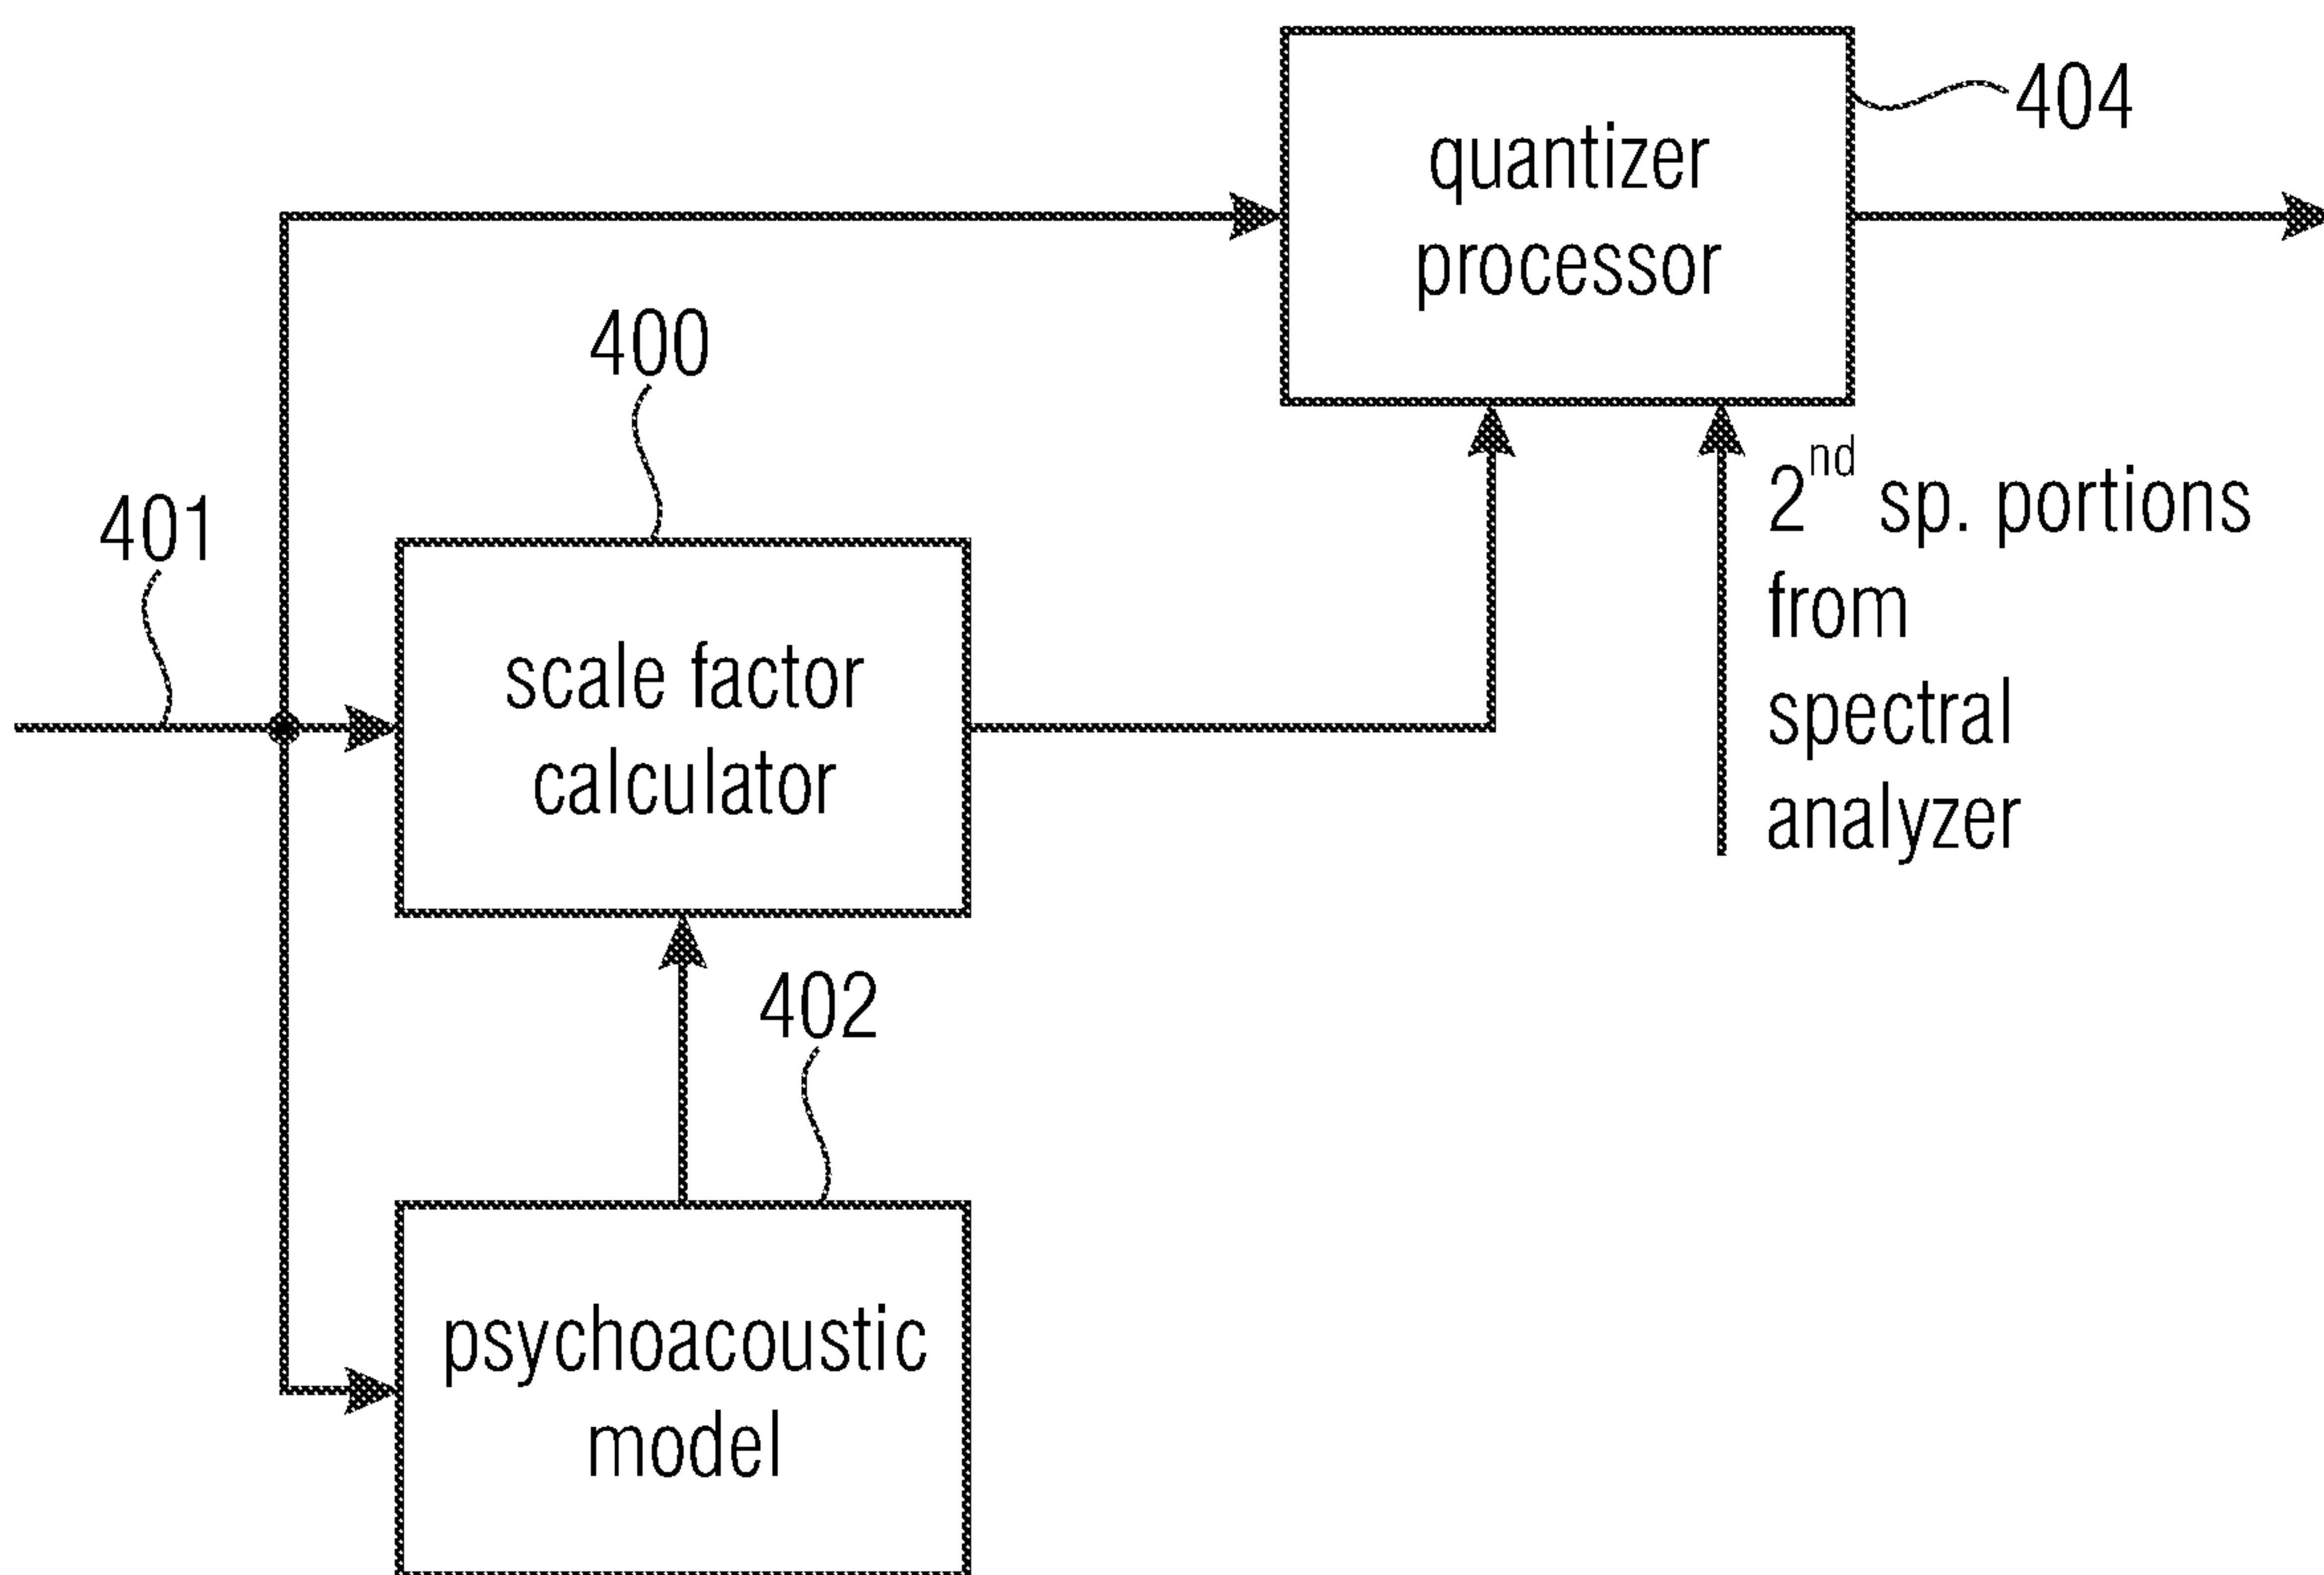 404
quantizer
processor
400
2nd sp. portions
from
spectral
analyzer
401
scale factor
calculator
402
psychoacoustic
model